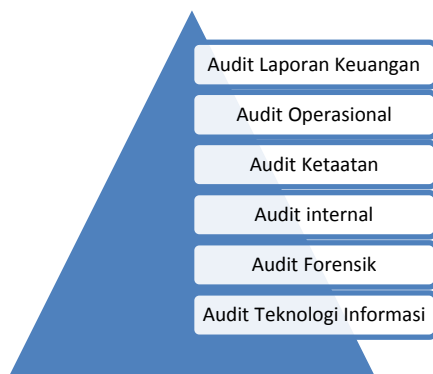 Audit Laporan Keuangan
Audit Operasional
Audit Ketaatan
Audit internal
Audit Forensik
Audit Teknologi Informasi